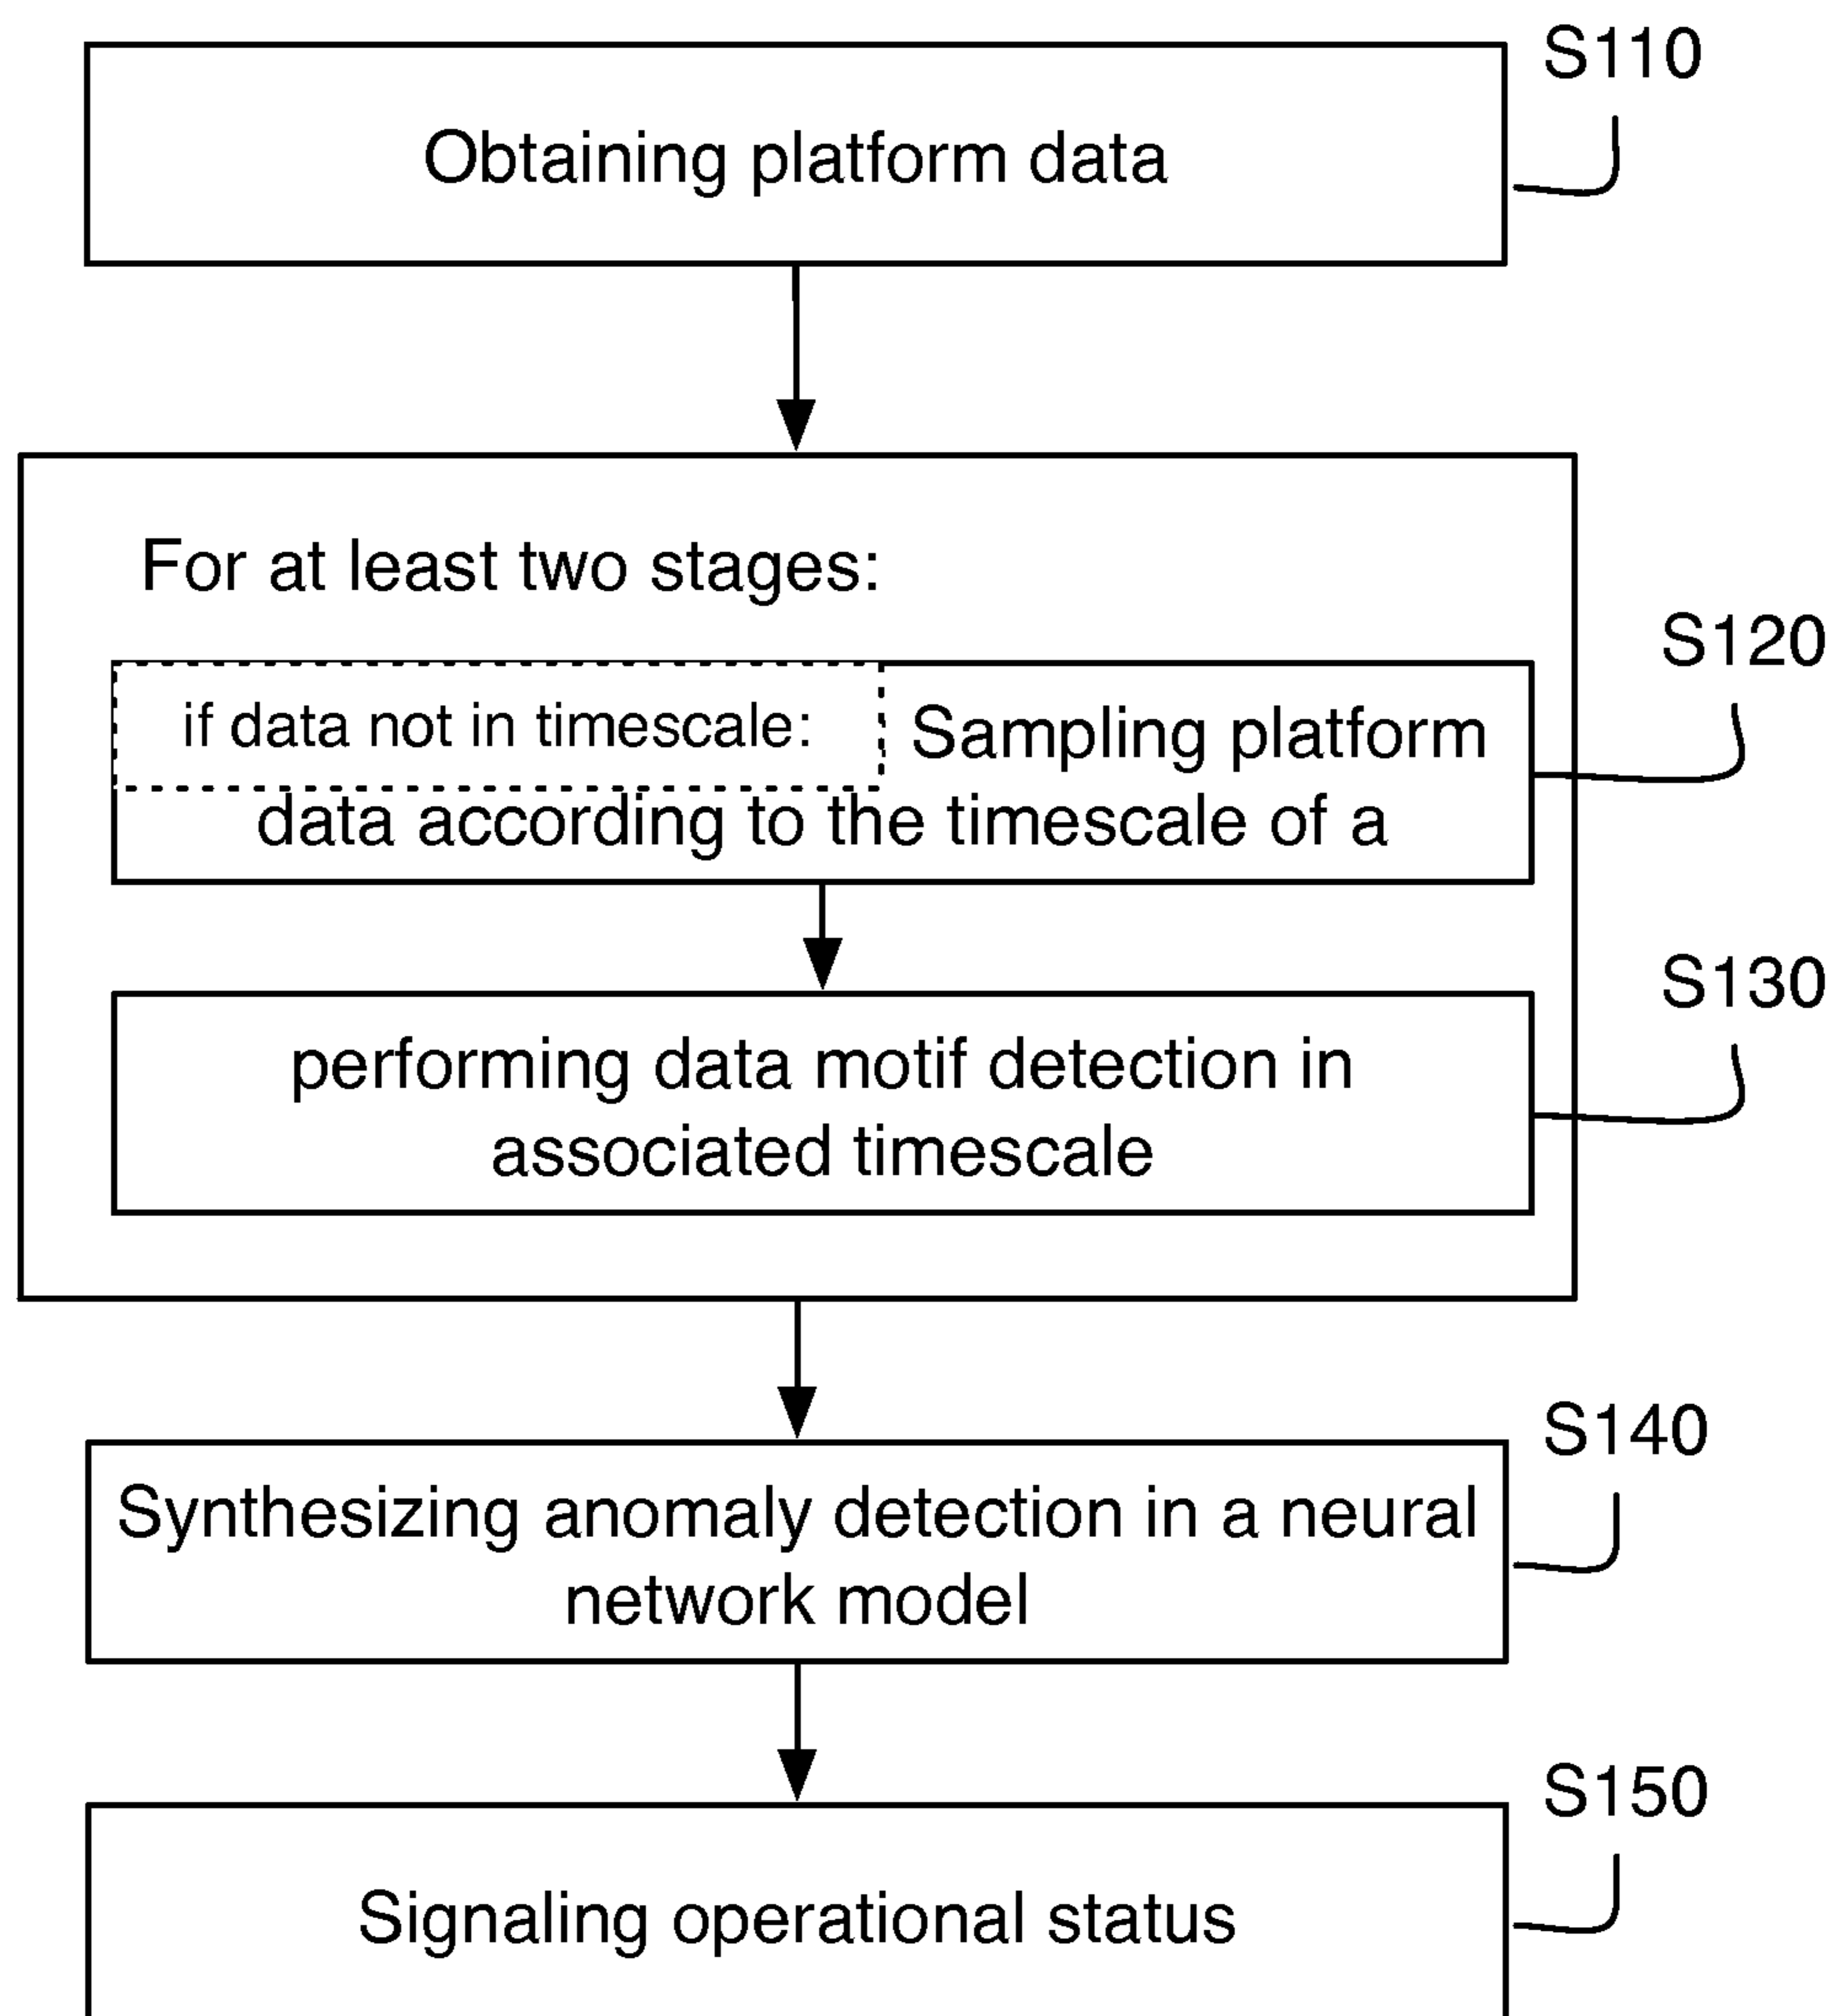 S110
Obtaining platform data
For at least two stages:
S120
if data not in timescale: Sampling platform
data according to the timescale of a
S130
performing data motif detection in
associated timescale
S140
Synthesizing anomaly detection in a neural
network model
S150
Signaling operational status